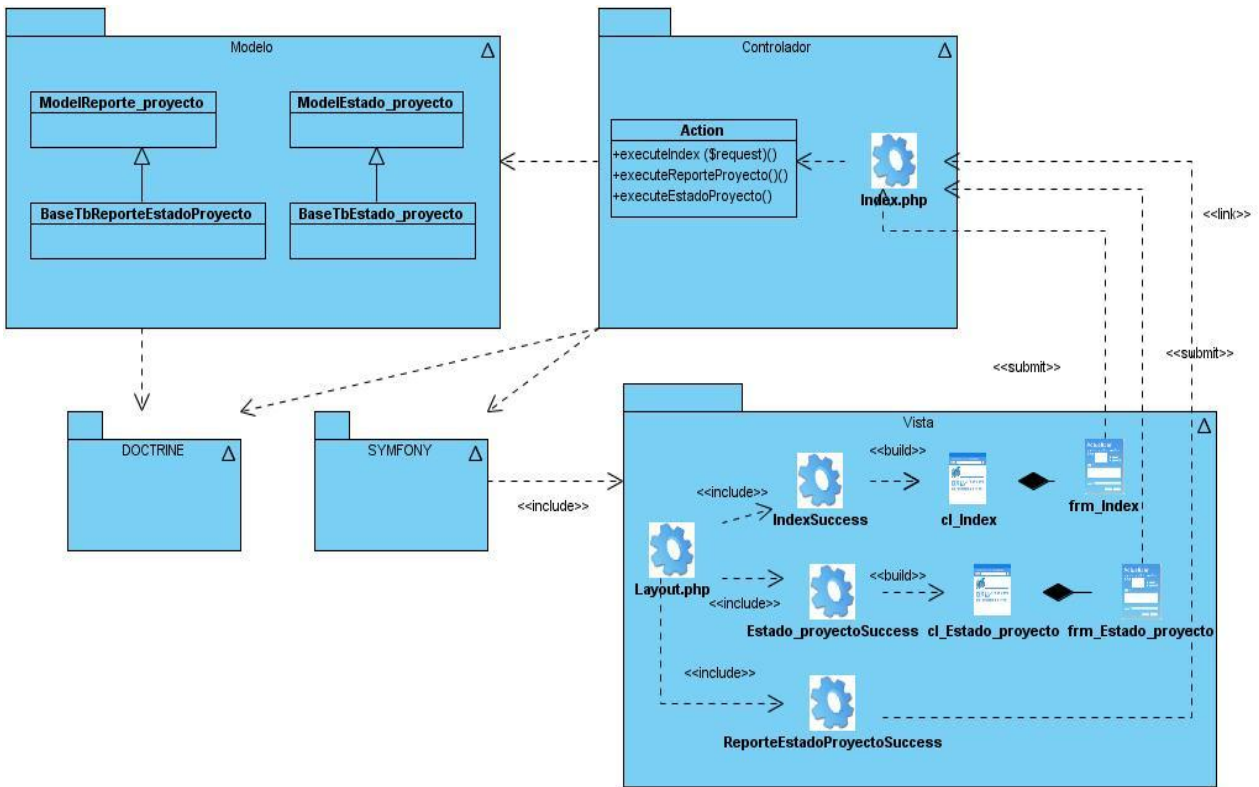 Modelo
ModelReporte_proyecto
ModelEstado_proyecto
BaseTbReporteEstadoProyecto
BaseTbEstado_proyecto
Controlador
Action
+executeIndex ($request)()
+executeReporteProyecto()()
+executeEstadoProyecto()
Index.php
<<link>>
<<submit>>
<<submit>>
DOCTRINE
SYMFONY
<<include>>
Vista
<<include>>
IndexSuccess
<<build>>
cl_Index
frm_Index
Layout.php
<<include>>
Estado_proyectoSuccess
<<build>>
cl_Estado_proyecto
frm_Estado_proyecto
<<include>>
ReporteEstadoProyectoSuccess